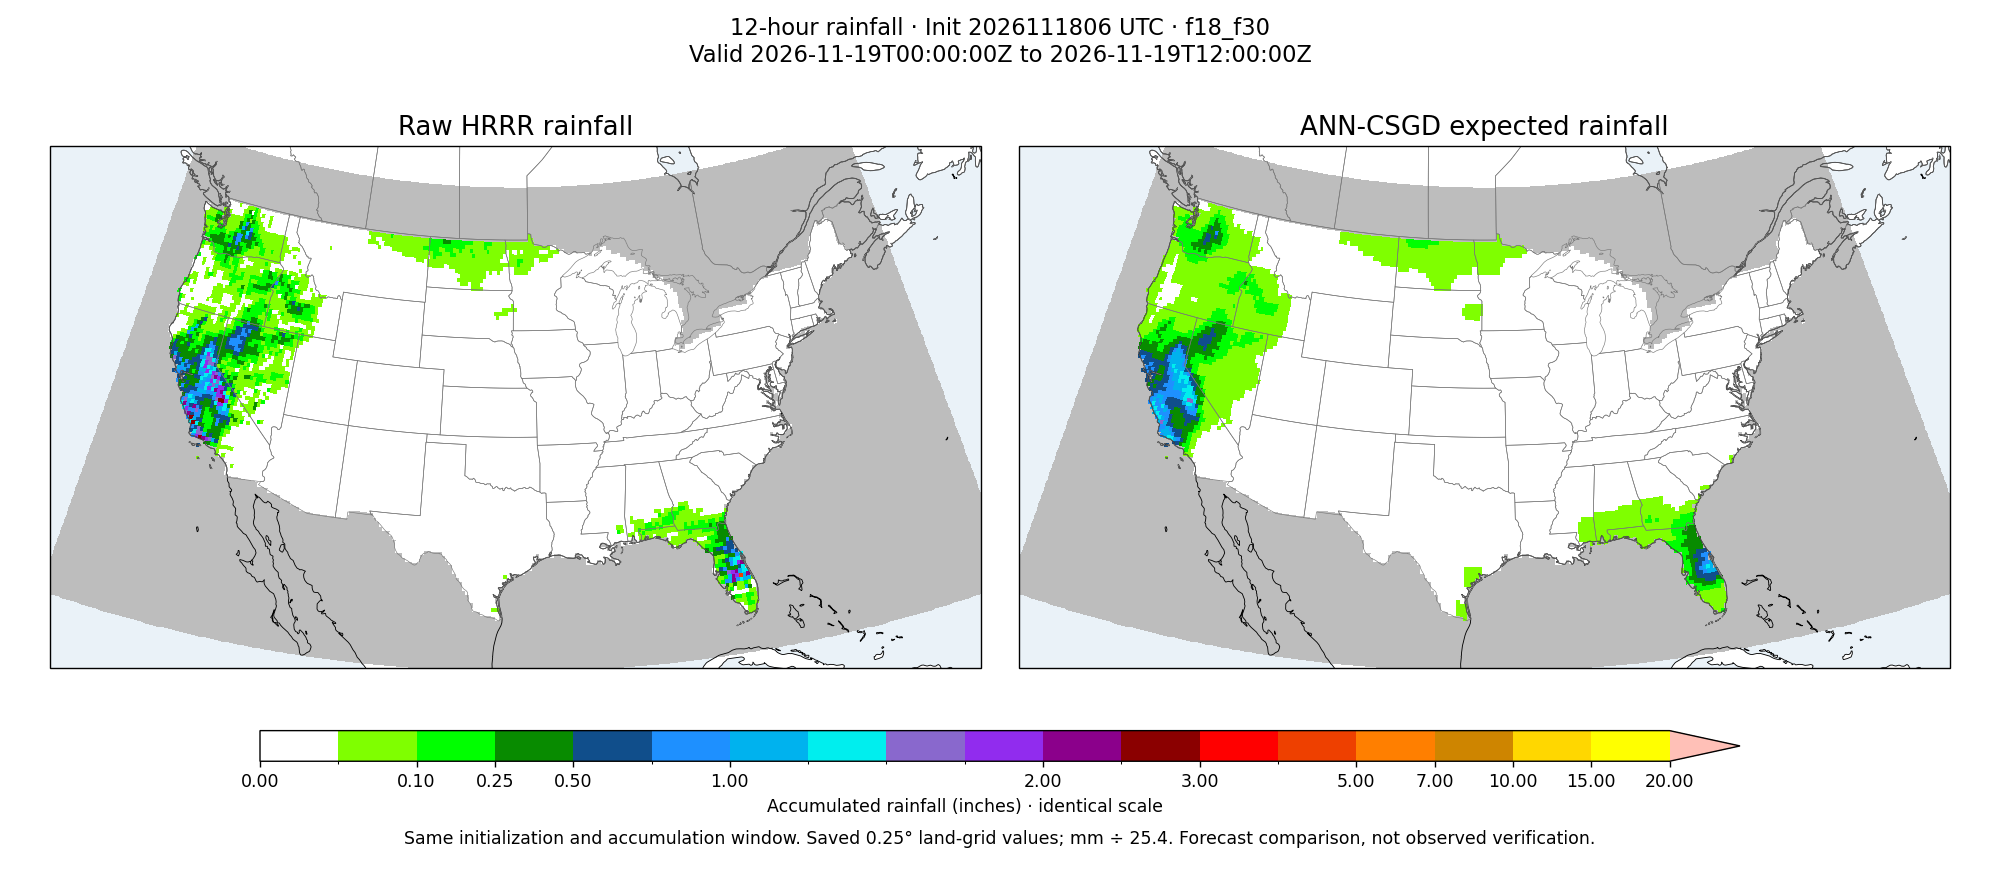 12-hour rainfall · Init 2026111806 UTC · f18_f30
Valid 2026-11-19T00:00:00Z to 2026-11-19T12:00:00Z
Raw HRRR rainfall
ANN-CSGD expected rainfall
0.00 0.10 0.25 0.50 1.00 2.00 3.00 5.00 7.00 10.00 15.00 20.00
Accumulated rainfall (inches) · identical scale
Same initialization and accumulation window. Saved 0.25° land-grid values; mm ÷ 25.4. Forecast comparison, not observed verification.